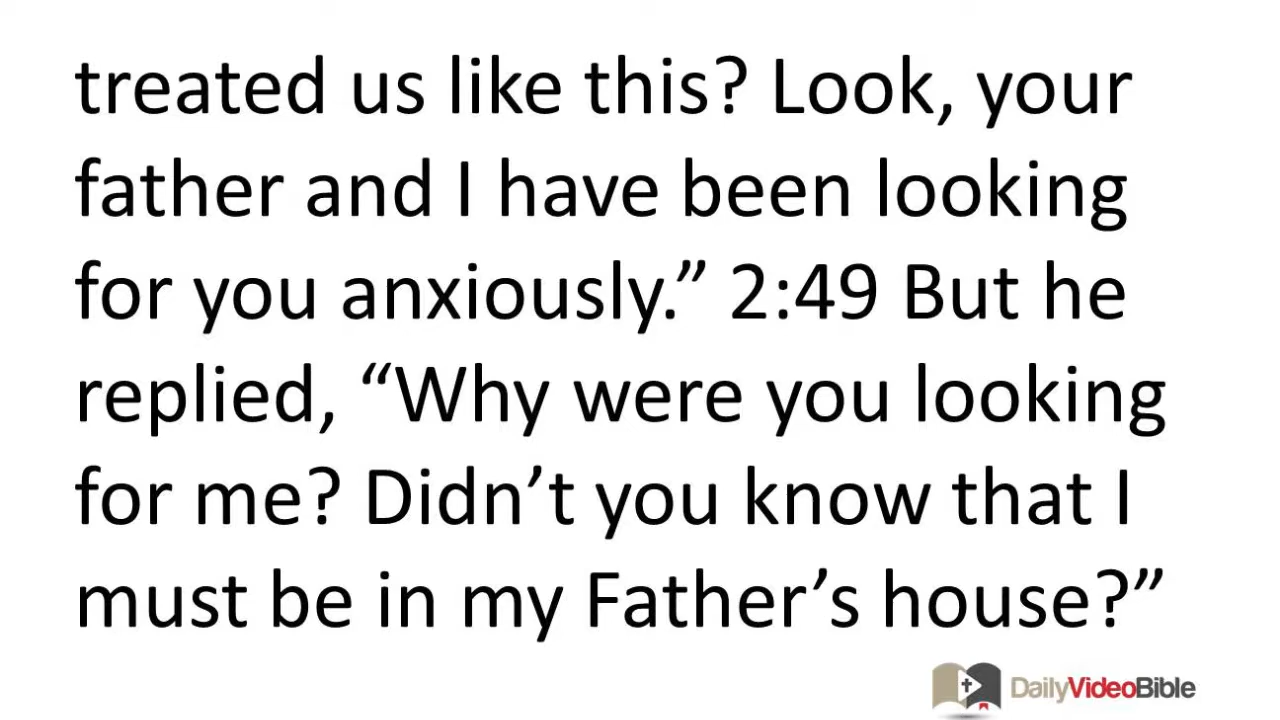 treated us like this? Look, your
father and I have been looking
for you anxiously.” 2:49 But he
replied, “Why were you looking
for me? Didn’t you know that I
must be in my Father’s house?”
DailyVideoBible